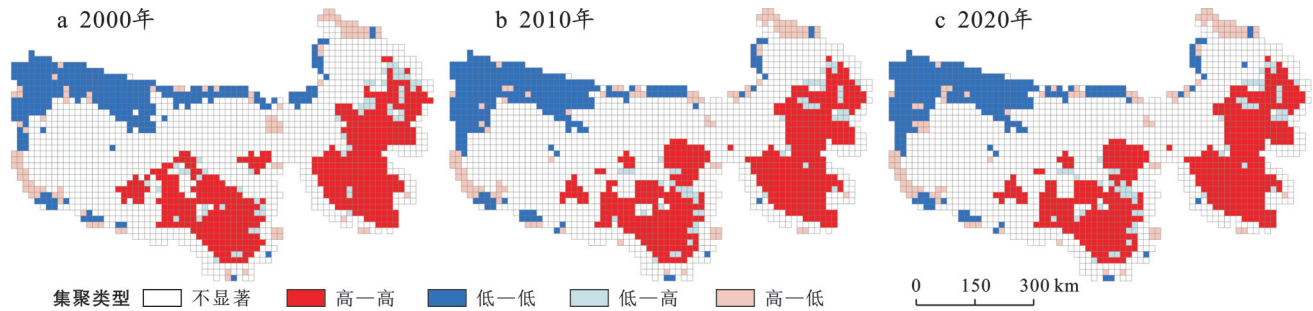 a 2000年
b 2010年
c 2020年
集聚类型 不显著 高—高 低—低 低—高 高—低
0 150 300 km